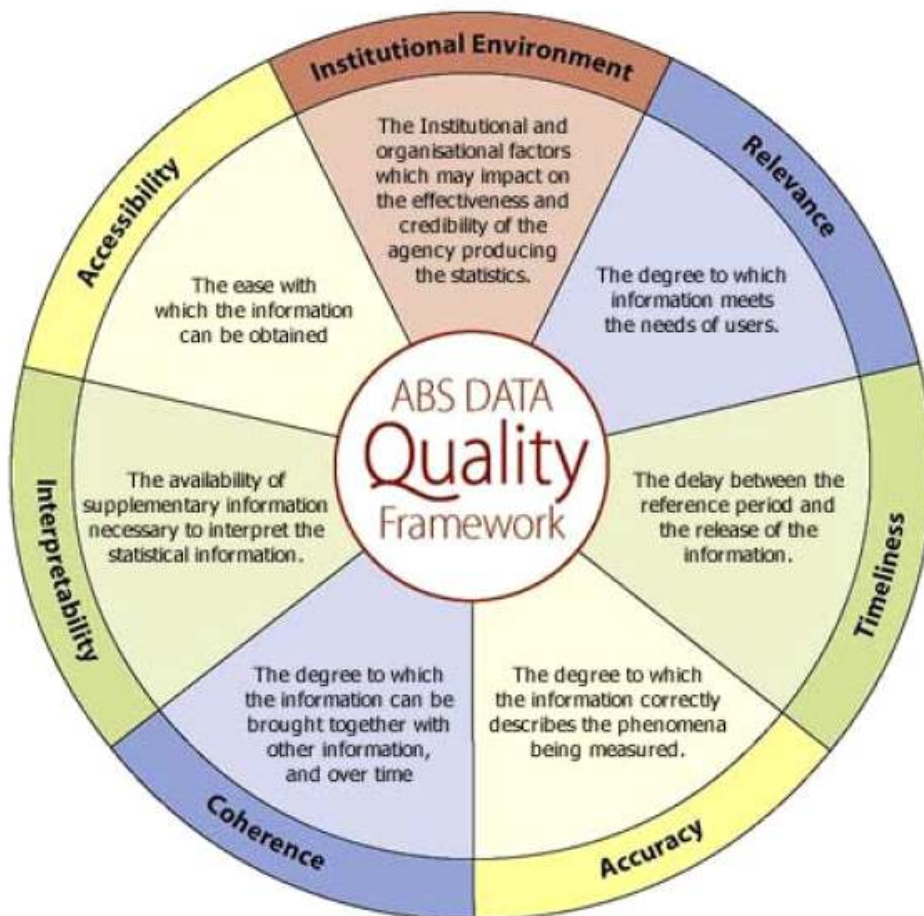 Institutional Environment
The Institutional and
organisational factors
which may impact on
the effectiveness and
credibility of the
agency producing
the statistics.
Relevance
The degree to which
information meets
the needs of users.
Timeliness
The delay between the
reference period and
the release of the
information.
Accuracy
The degree to which
the information correctly
describes the phenomena
being measured.
Coherence
The degree to which
the information can be
brought together with
other information,
and over time
Interpretability
The availability of
supplementary information
necessary to interpret the
statistical information.
Accessibility
The ease with
which the information
can be obtained
ABS DATA
Quality
Framework